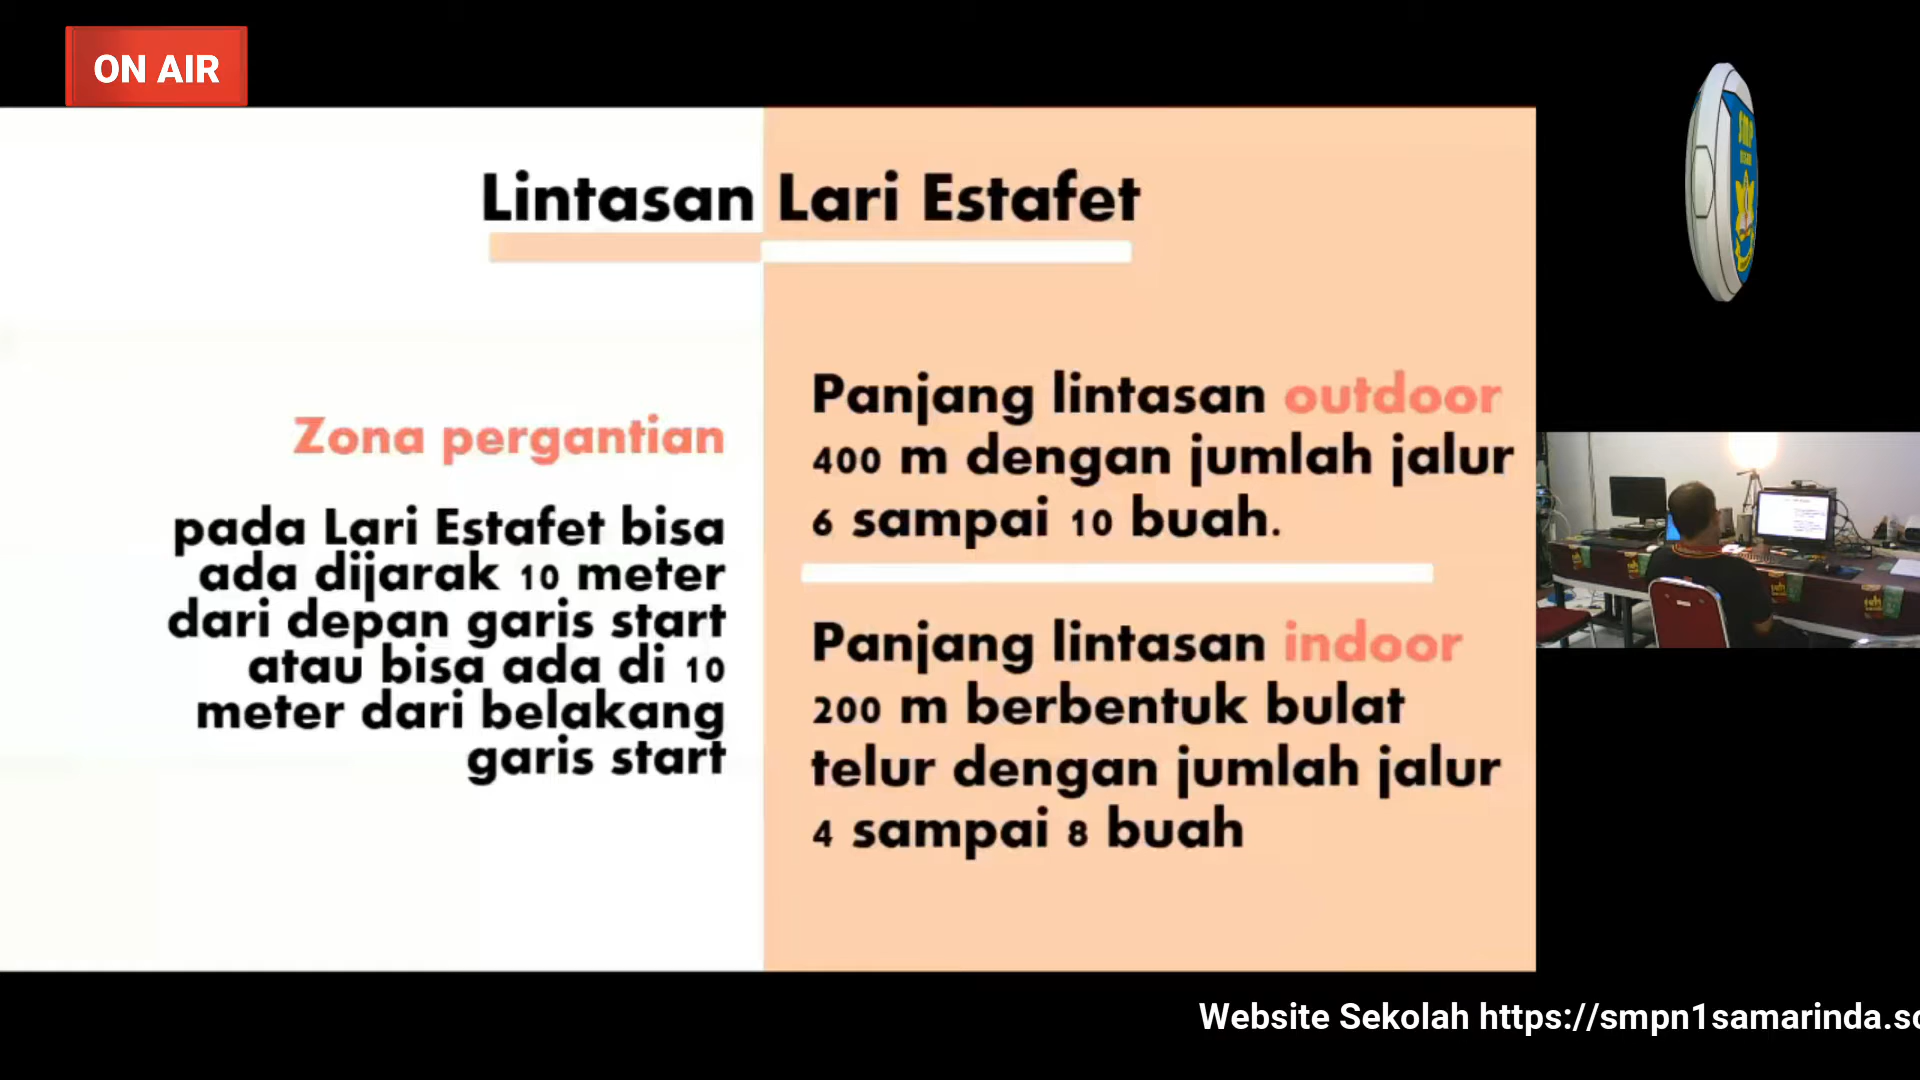 ON AIR
Lintasan Lari Estafet
Zona pergantian
pada Lari Estafet bisa
ada dijarak 10 meter
dari depan garis start
atau bisa ada di 10
meter dari belakang
garis start
Panjang lintasan outdoor
400 m dengan jumlah jalur
6 sampai 10 buah.
Panjang lintasan indoor
200 m berbentuk bulat
telur dengan jumlah jalur
4 sampai 8 buah
SMP
Website Sekolah https://smpn1samarinda.sc